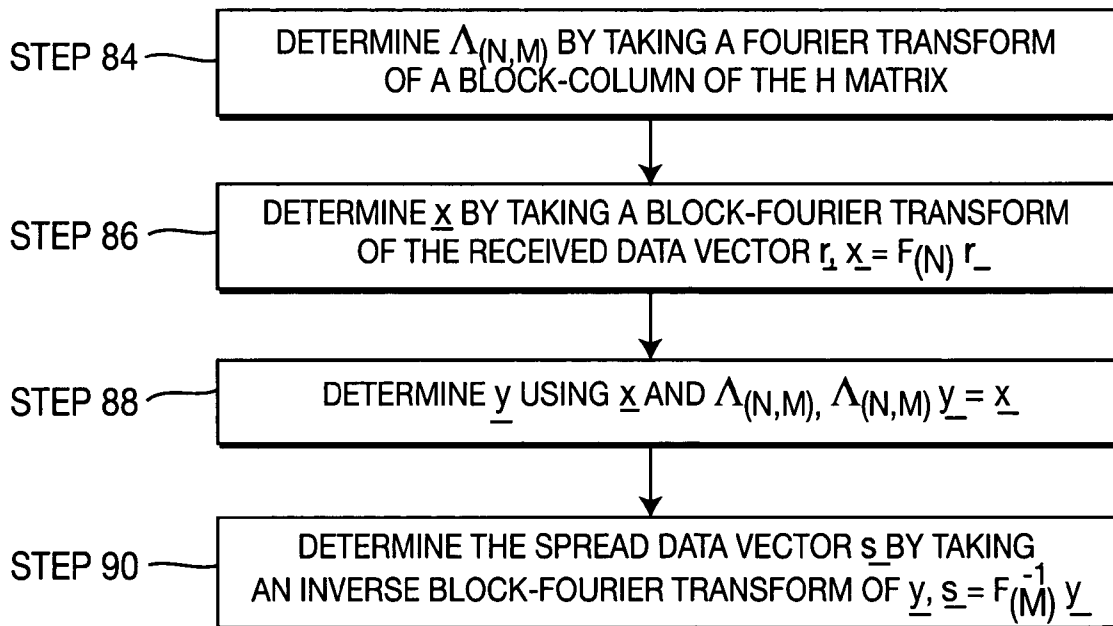 STEP 84
DETERMINE Λ(N,M) BY TAKING A FOURIER TRANSFORM
OF A BLOCK-COLUMN OF THE H MATRIX
STEP 86
DETERMINE x BY TAKING A BLOCK-FOURIER TRANSFORM
OF THE RECEIVED DATA VECTOR r, x = F(N) r
STEP 88
DETERMINE y USING x AND Λ(N,M), Λ(N,M) y = x
STEP 90
DETERMINE THE SPREAD DATA VECTOR s BY TAKING
AN INVERSE BLOCK-FOURIER TRANSFORM OF y, s = F(M)^-1 y